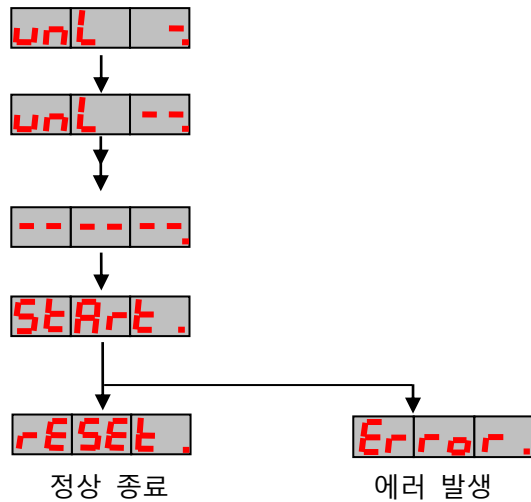 unL -.
unL --.
------.
StArt .
rESEt .
Error.
정상 종료
에러 발생